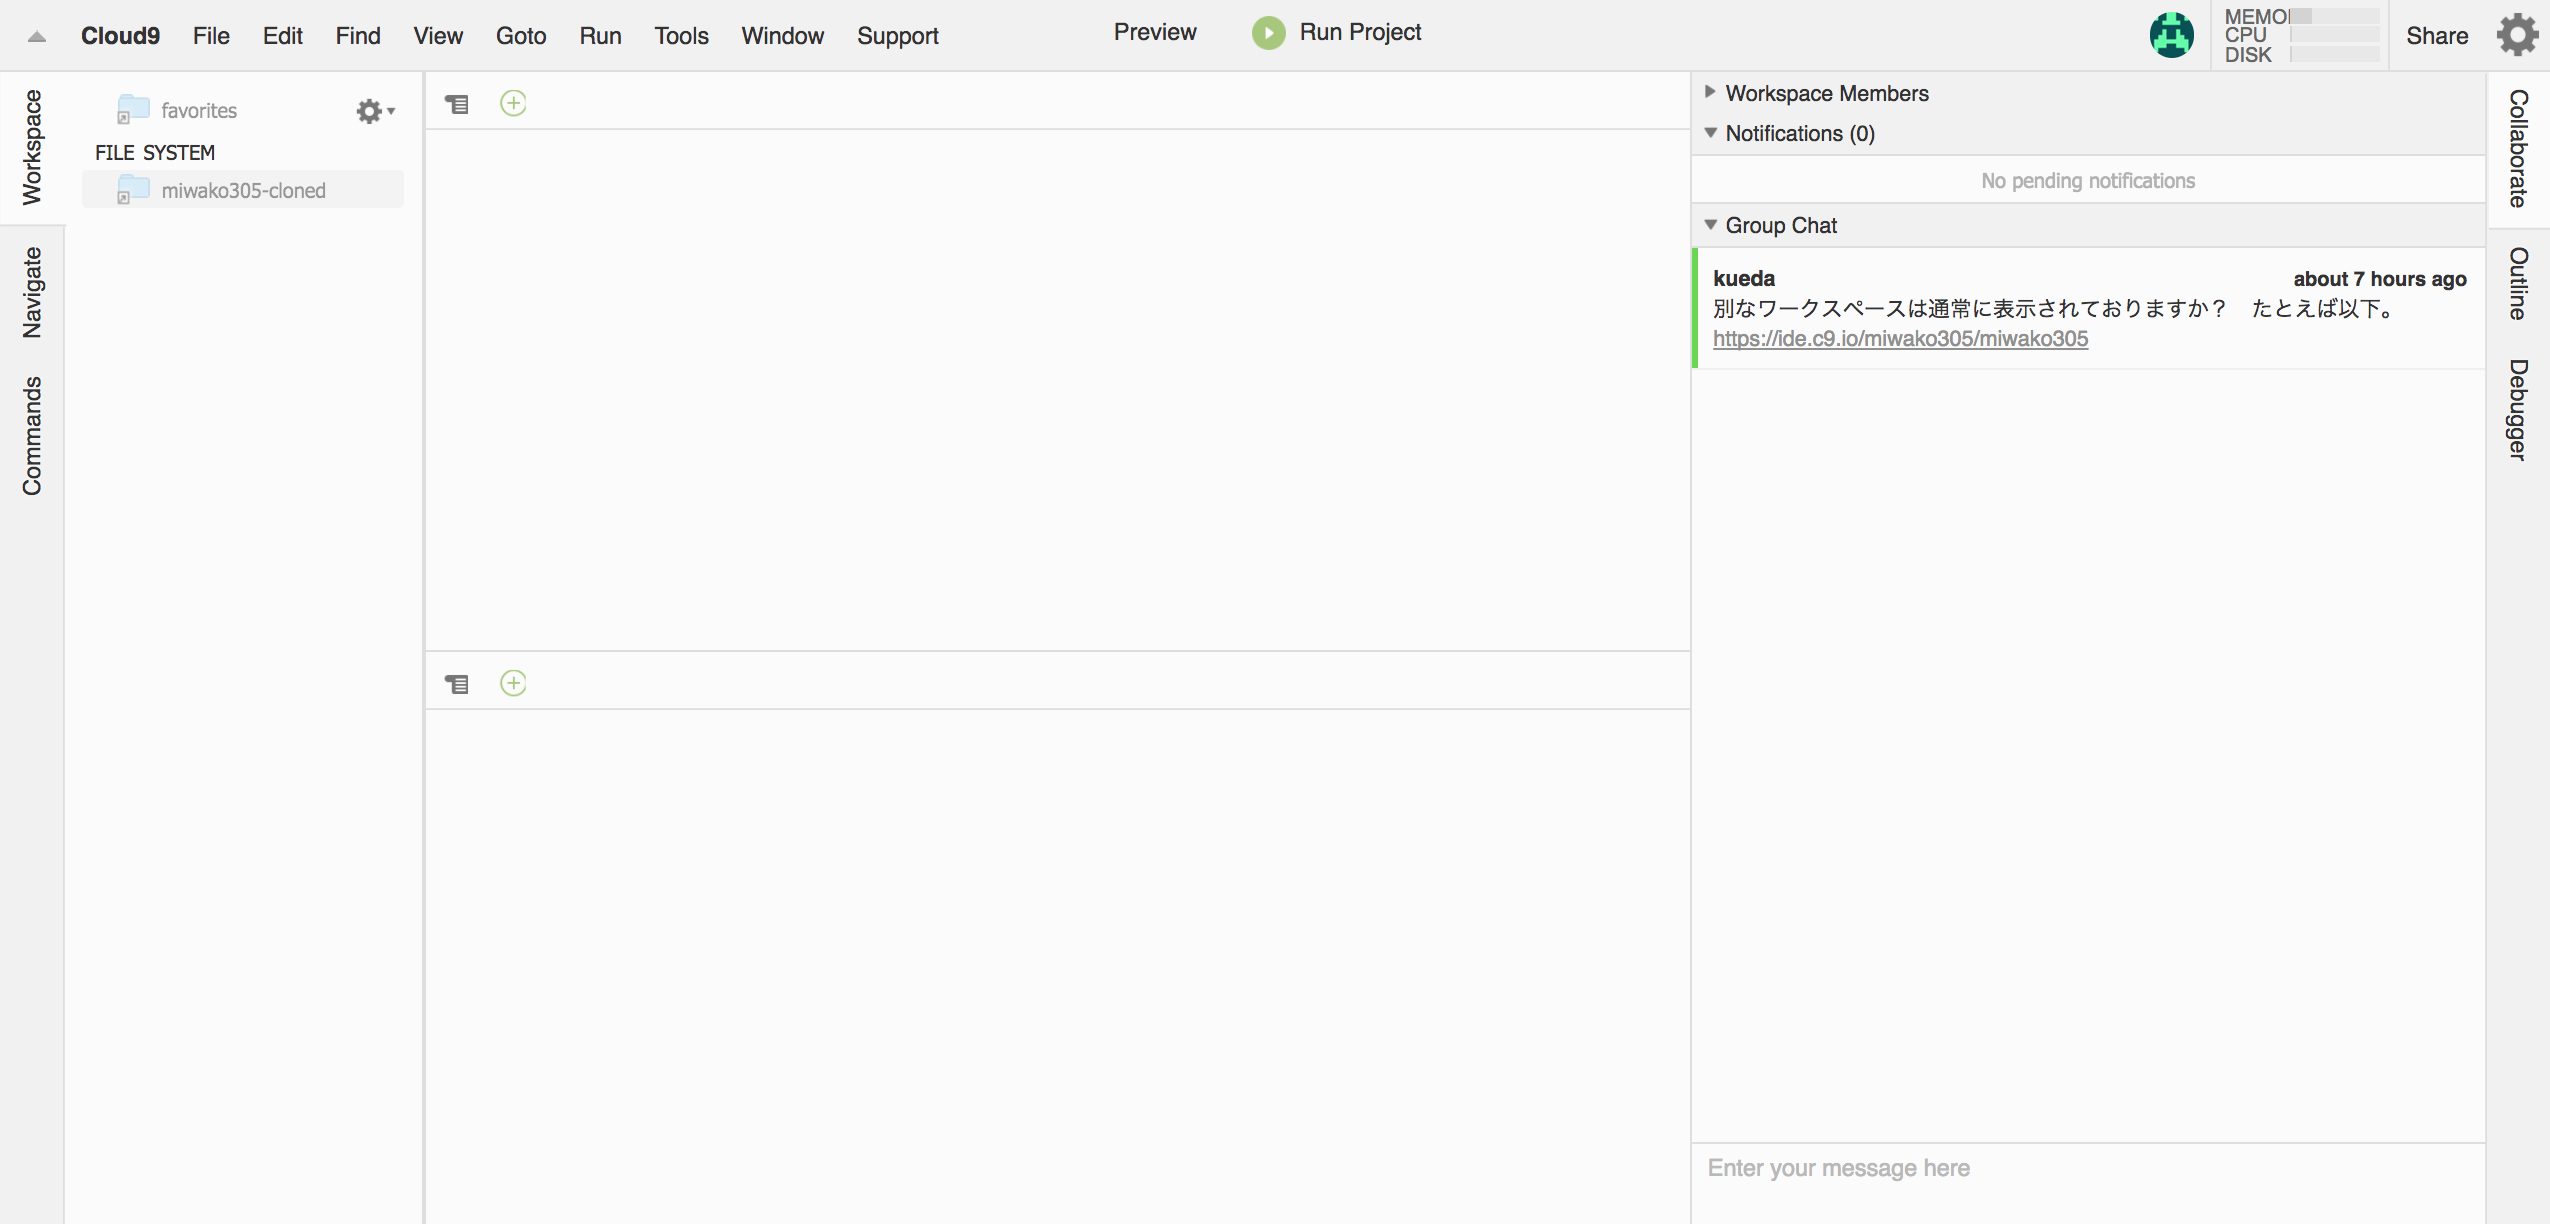 Cloud9 File Edit Find View Goto Run Tools Window Support Preview Run Project
MEMO
CPU
DISK
Share
Workspace
Navigate
Commands
favorites
FILE SYSTEM
miwako305-cloned
Workspace Members
Notifications (0)
No pending notifications
Group Chat
kueda about 7 hours ago
別なワークスペースは通常に表示されておりますか？　たとえば以下。
https://ide.c9.io/miwako305/miwako305
Enter your message here
Collaborate
Outline
Debugger